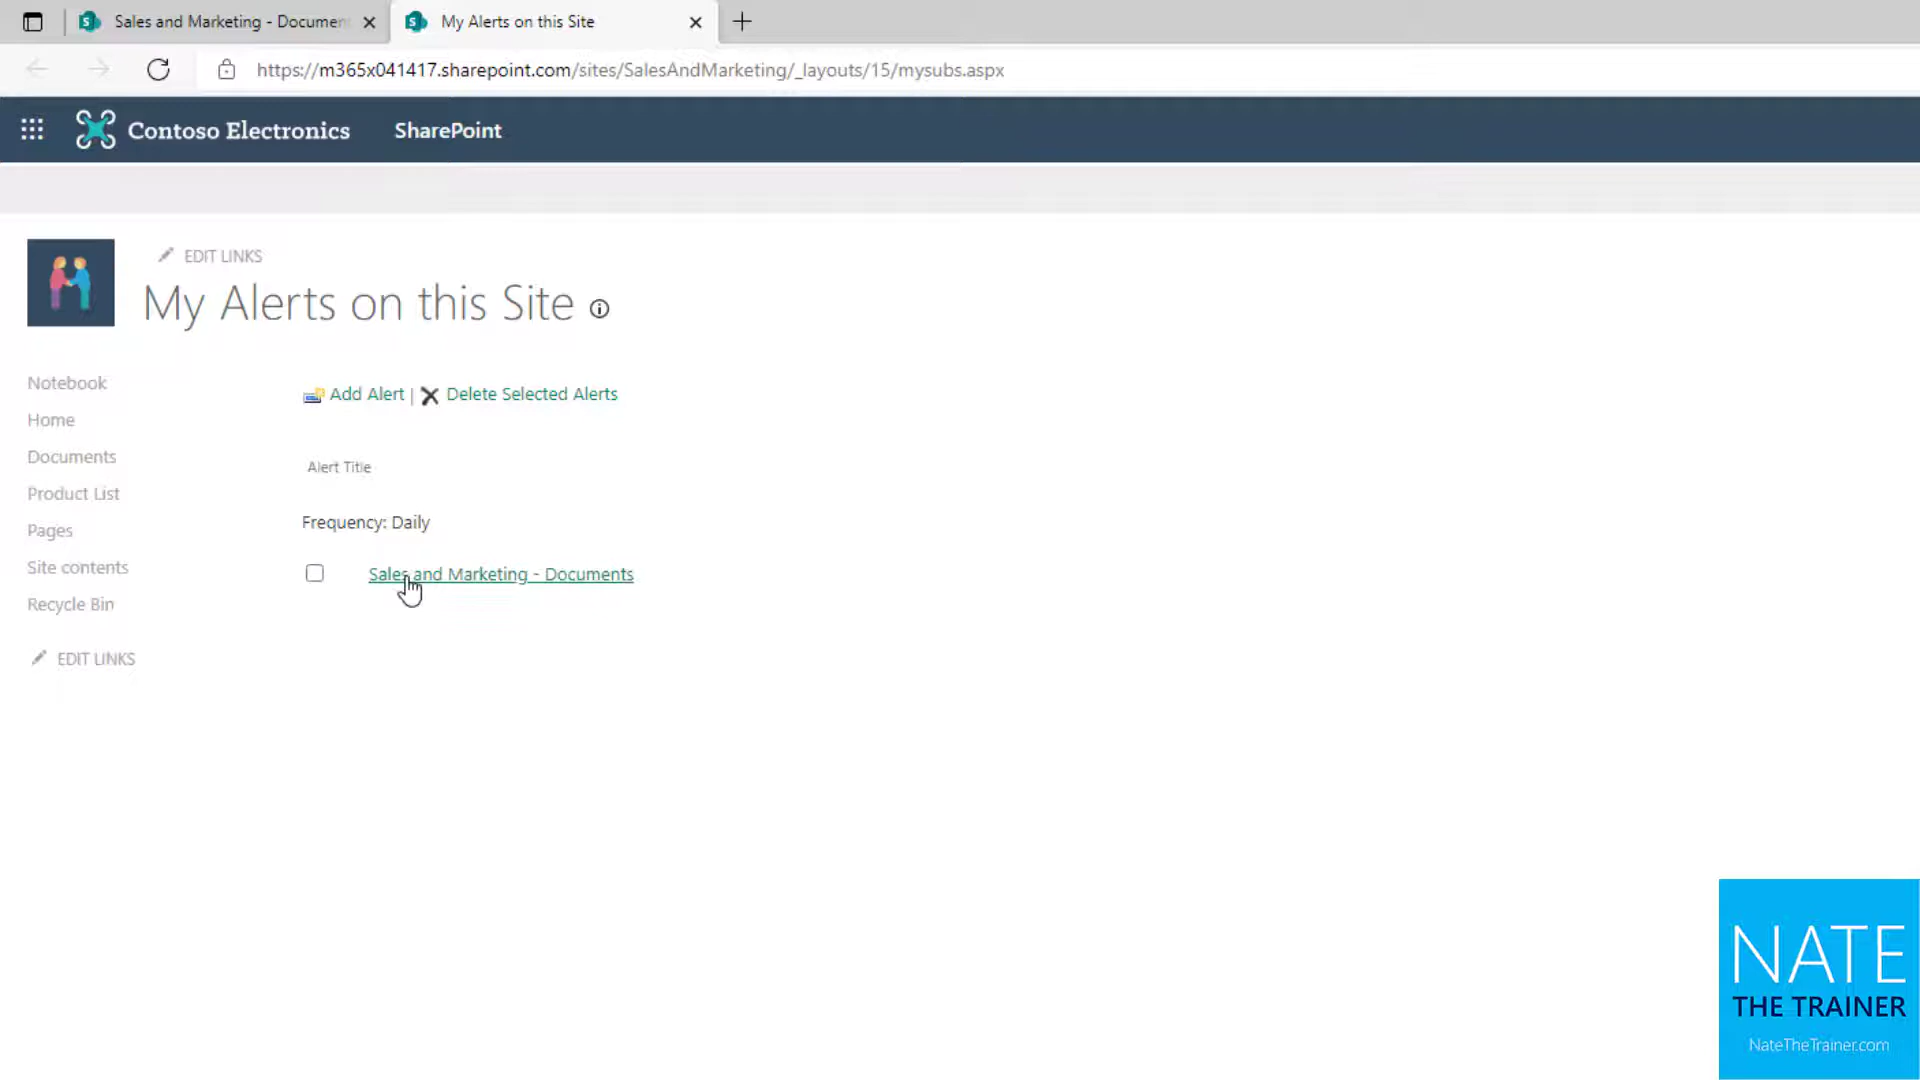 Sales and Marketing - Documen
My Alerts on this Site
https://m365x041417.sharepoint.com/sites/SalesAndMarketing/_layouts/15/mysubs.aspx
Contoso Electronics
SharePoint
EDIT LINKS
My Alerts on this Site
Notebook
Home
Documents
Product List
Pages
Site contents
Recycle Bin
EDIT LINKS
Add Alert | Delete Selected Alerts
Alert Title
Frequency: Daily
Sales and Marketing - Documents
NATE
THE TRAINER
NateTheTrainer.com